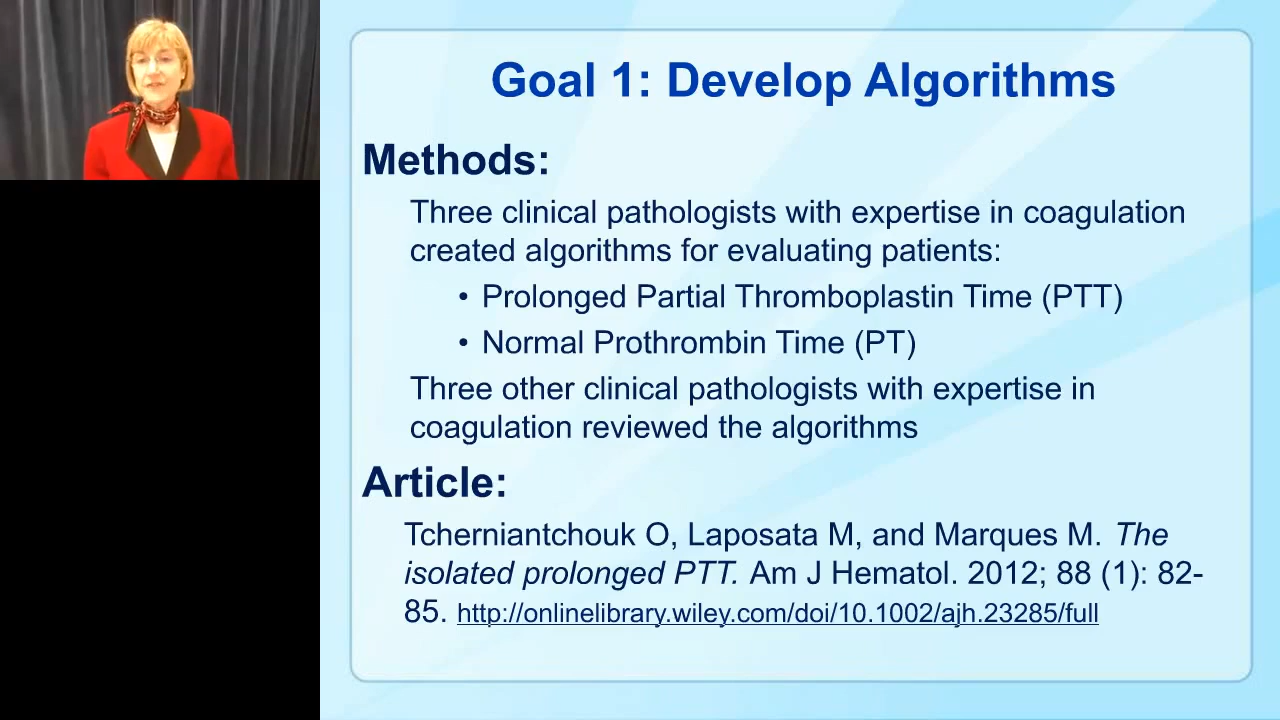 Goal 1: Develop Algorithms
Methods:
Three clinical pathologists with expertise in coagulation
created algorithms for evaluating patients:
• Prolonged Partial Thromboplastin Time (PTT)
• Normal Prothrombin Time (PT)
Three other clinical pathologists with expertise in
coagulation reviewed the algorithms
Article:
Tcherniantchouk O, Laposata M, and Marques M. The
isolated prolonged PTT. Am J Hematol. 2012; 88 (1): 82-
85. http://onlinelibrary.wiley.com/doi/10.1002/ajh.23285/full